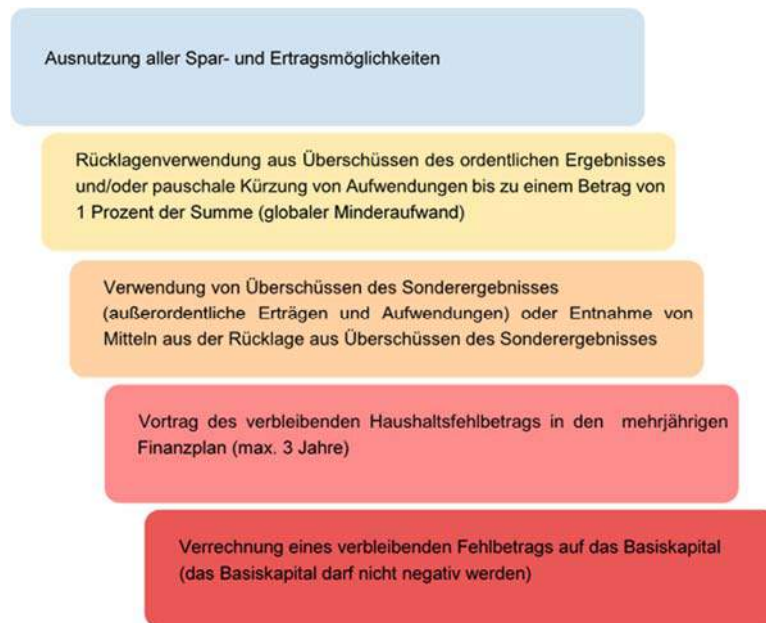 Ausnutzung aller Spar- und Ertragsmöglichkeiten
Rücklagenverwendung aus Überschüssen des ordentlichen Ergebnisses
und/oder pauschale Kürzung von Aufwendungen bis zu einem Betrag von
1 Prozent der Summe (globaler Minderaufwand)
Verwendung von Überschüssen des Sonderergebnisses
(außerordentliche Erträgen und Aufwendungen) oder Entnahme von
Mitteln aus der Rücklage aus Überschüssen des Sonderergebnisses
Vortrag des verbleibenden Haushaltsfehlbetrags in den mehrjährigen
Finanzplan (max. 3 Jahre)
Verrechnung eines verbleibenden Fehlbetrags auf das Basiskapital
(das Basiskapital darf nicht negativ werden)